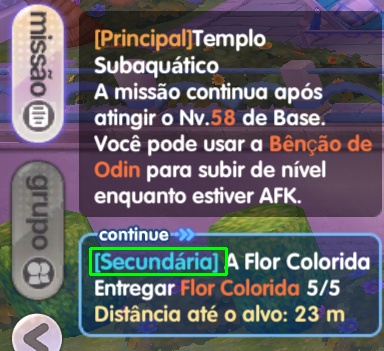 missão
[Principal]Templo
Subaquático
A missão continua após
atingir o Nv.58 de Base.
Você pode usar a Bênção de
Odin para subir de nível
enquanto estiver AFK.
grupo
continue
[Secundária] A Flor Colorida
Entregar Flor Colorida 5/5
Distância até o alvo: 23 m